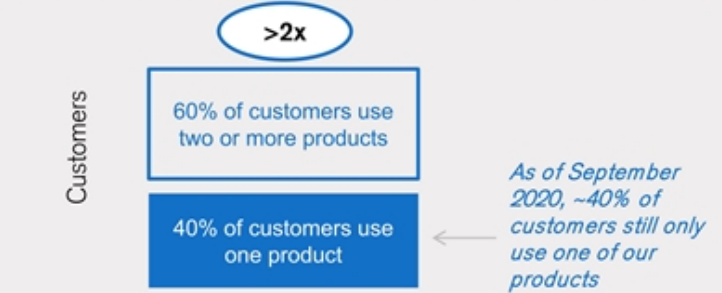 >2x
Customers
60% of customers use
two or more products
40% of customers use
one product
As of September
2020, ~40% of
customers still only
use one of our
products